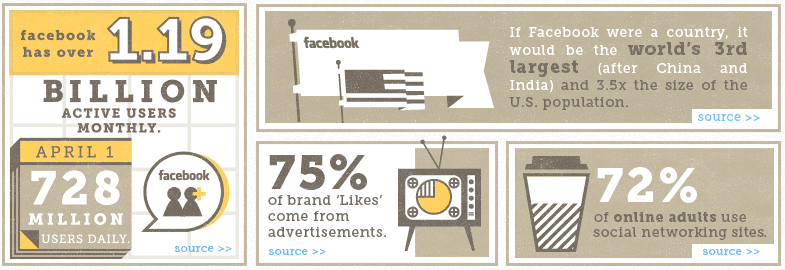 facebook
has over
1.19
BILLION
ACTIVE USERS
MONTHLY.
APRIL 1
728
MILLION
USERS DAILY.
facebook
source >>
facebook
If Facebook were a country, it
would be the world's 3rd
largest (after China and
India) and 3.5x the size of the
U.S. population.
source >>
75%
of brand 'Likes'
come from
advertisements.
source >>
72%
of online adults use
social networking sites.
source >>